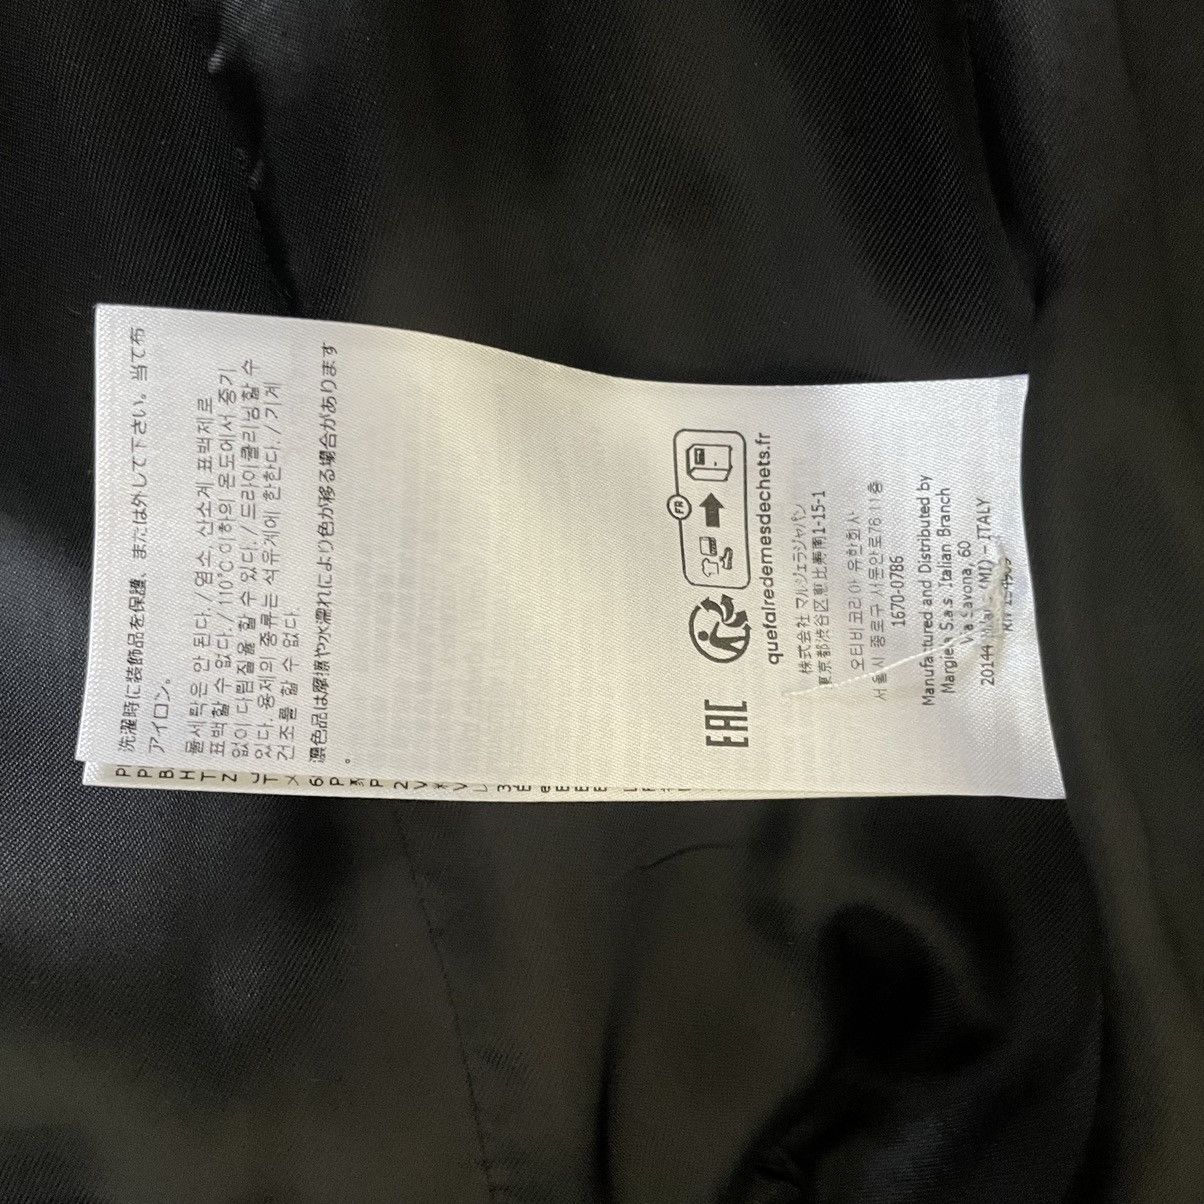 洗濯時に装飾品を保護、または外して下さい。当て布
アイロン。
물세탁은 안 된다. / 염소, 산소계 표백제로
표백할 수 없다. / 110°C 이하의 온도에서 증기
없이 다림질을 할 수 있다. / 드라이클리닝할 수
있다. 용제의 종류는 석유계에 한한다. / 기계
건조를 할 수 없다.
濃色品は摩擦や水濡れにより色が移る場合があります
。
FR
EAC
quefairedemesdechets.fr
株式会社 マルジェラジャパン
東京都渋谷区恵比寿南1-15-1
오티비코리아 유한회사
서울시 종로구 서문안로76 11층
1670-0786
Manufactured and Distributed by
Margiela S.a.s. Italian Branch
Via Savona, 60
20144 (MI) - ITALY